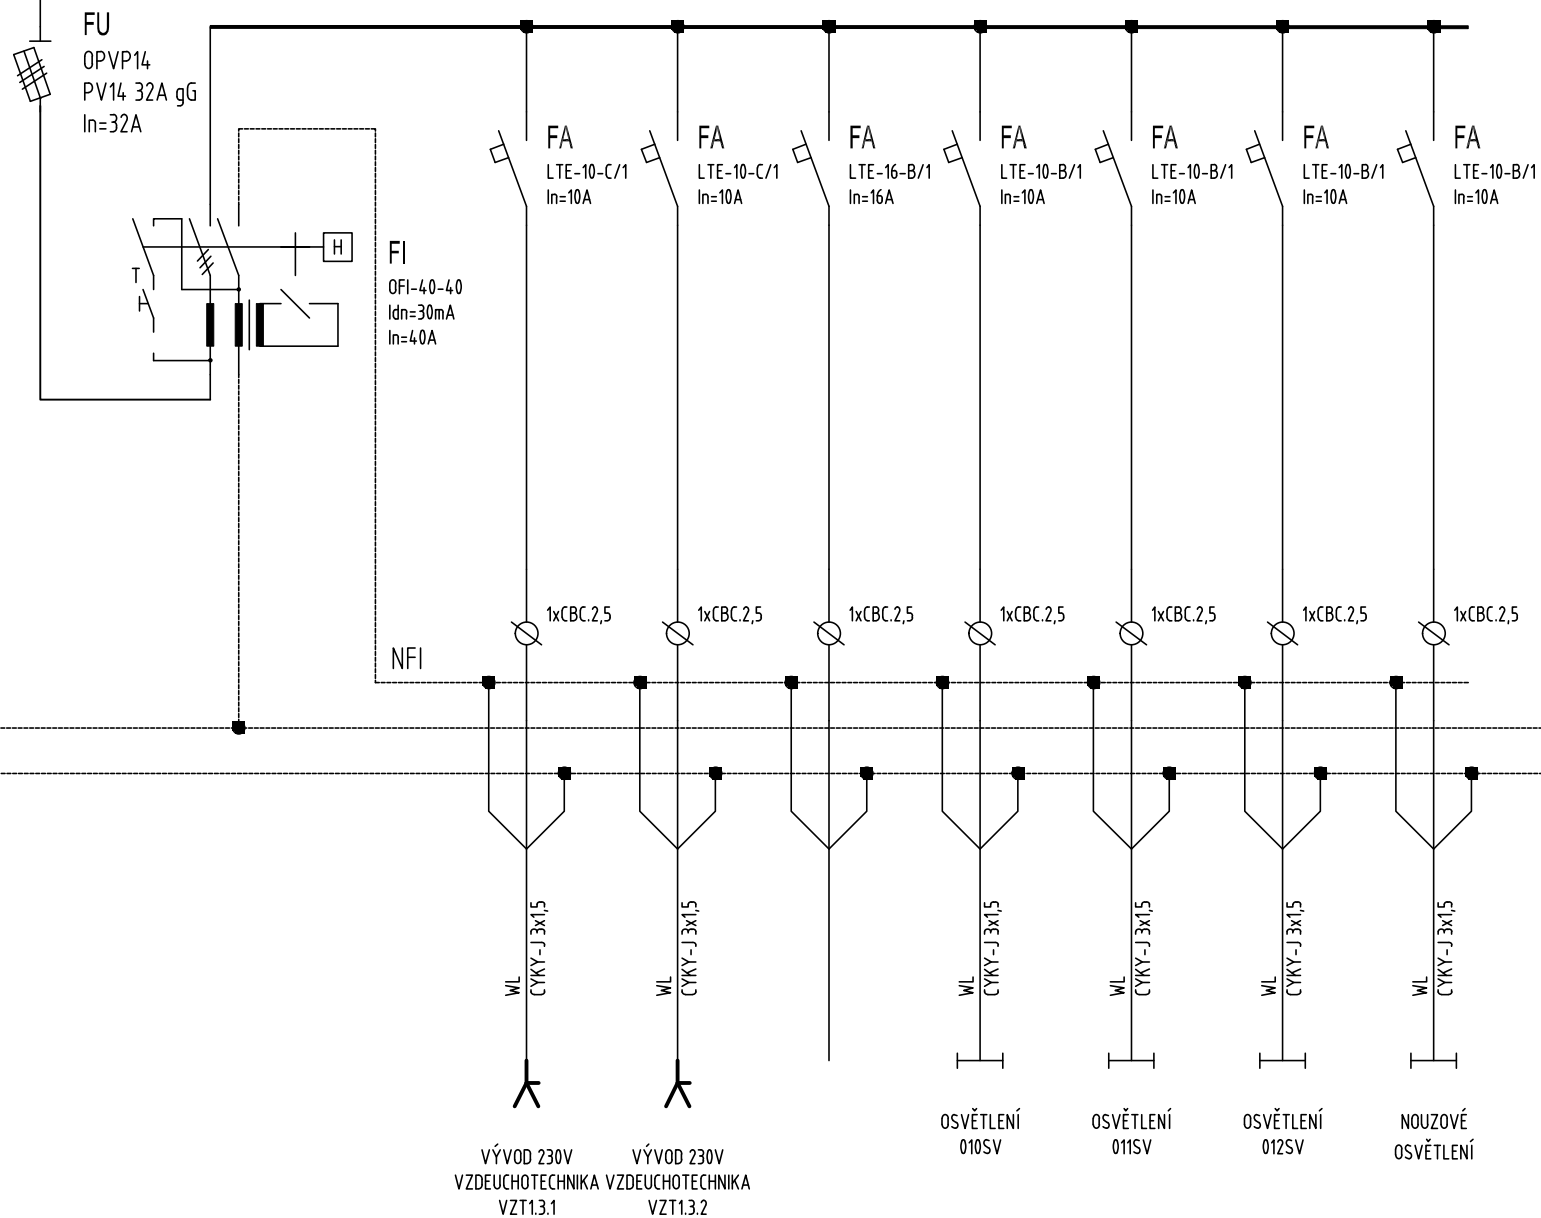 FU
OPVP14
PV14 32A gG
In=32A
FA
LTE-10-C/1
In=10A
FA
LTE-10-C/1
In=10A
FA
LTE-16-B/1
In=16A
FA
LTE-10-B/1
In=10A
FA
LTE-10-B/1
In=10A
FA
LTE-10-B/1
In=10A
FA
LTE-10-B/1
In=10A
H
T
FI
OFI-40-40
Idn=30mA
In=40A
1xCBC.2,5
1xCBC.2,5
1xCBC.2,5
1xCBC.2,5
1xCBC.2,5
1xCBC.2,5
1xCBC.2,5
NFI
WL
CYKY-J 3x1,5
WL
CYKY-J 3x1,5
WL
CYKY-J 3x1,5
WL
CYKY-J 3x1,5
WL
CYKY-J 3x1,5
WL
CYKY-J 3x1,5
VÝVOD 230V
VZDEUCHOTECHNIKA
VZT1.3.1
VÝVOD 230V
VZDEUCHOTECHNIKA
VZT1.3.2
OSVĚTLENÍ
010SV
OSVĚTLENÍ
011SV
OSVĚTLENÍ
012SV
NOUZOVÉ
OSVĚTLENÍ